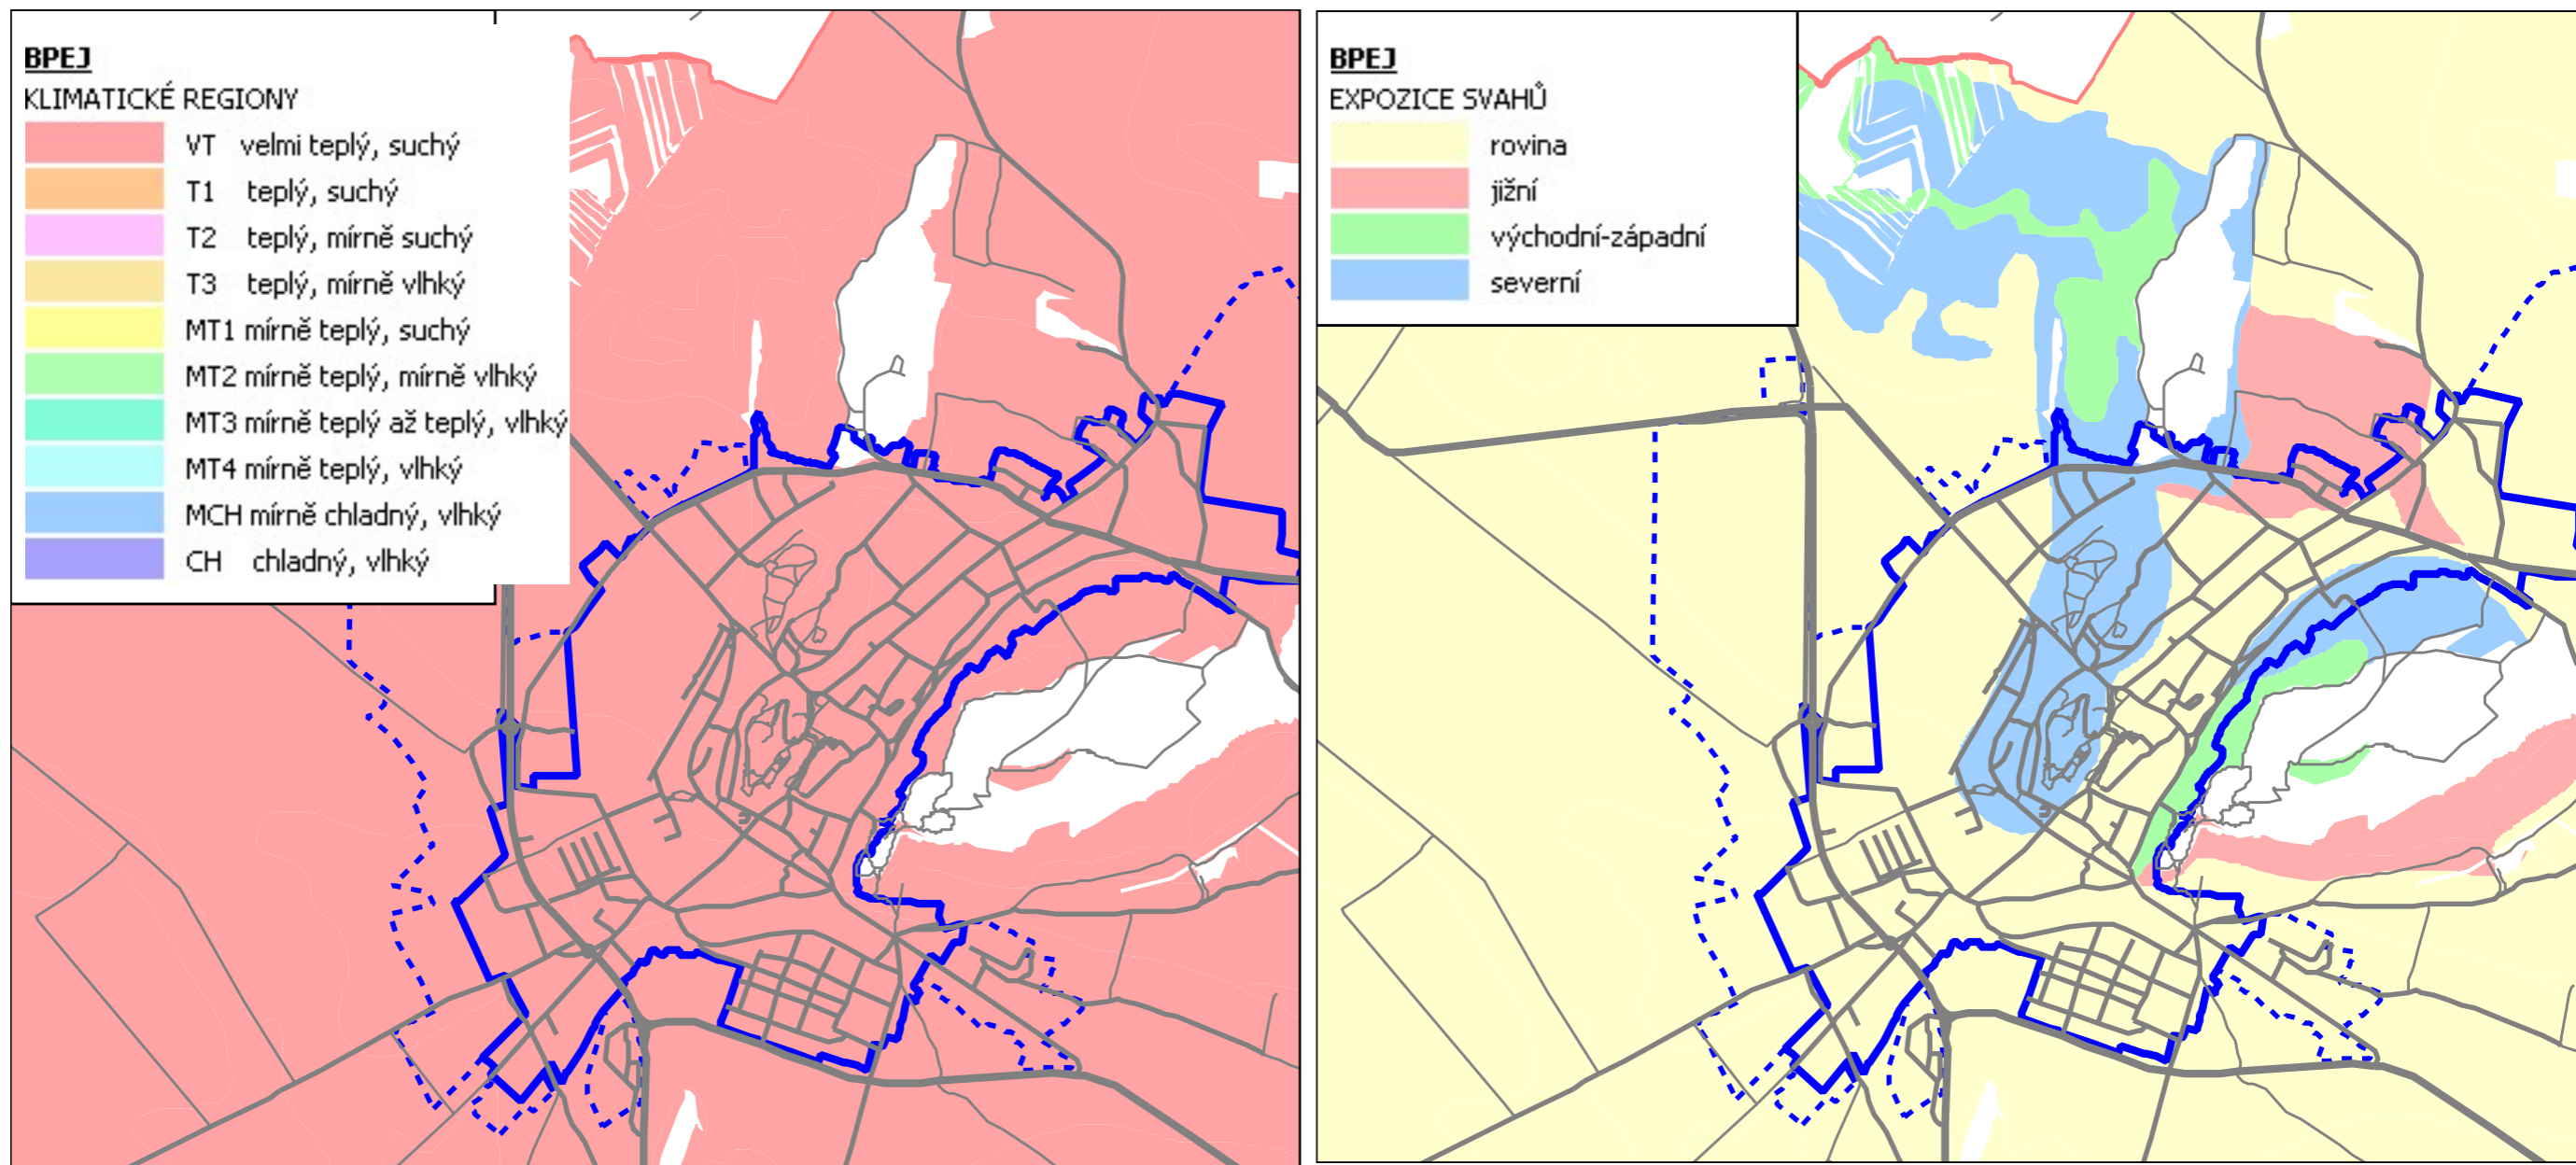 BPEJ
KLIMATICKÉ REGIONY
VT velmi teplý, suchý
T1 teplý, suchý
T2 teplý, mírně suchý
T3 teplý, mírně vlhký
MT1 mírně teplý, suchý
MT2 mírně teplý, mírně vlhký
MT3 mírně teplý až teplý, vlhký
MT4 mírně teplý, vlhký
MCH mírně chladný, vlhký
CH chladný, vlhký
BPEJ
EXPOZICE SVAHŮ
rovina
jižní
východní-západní
severní